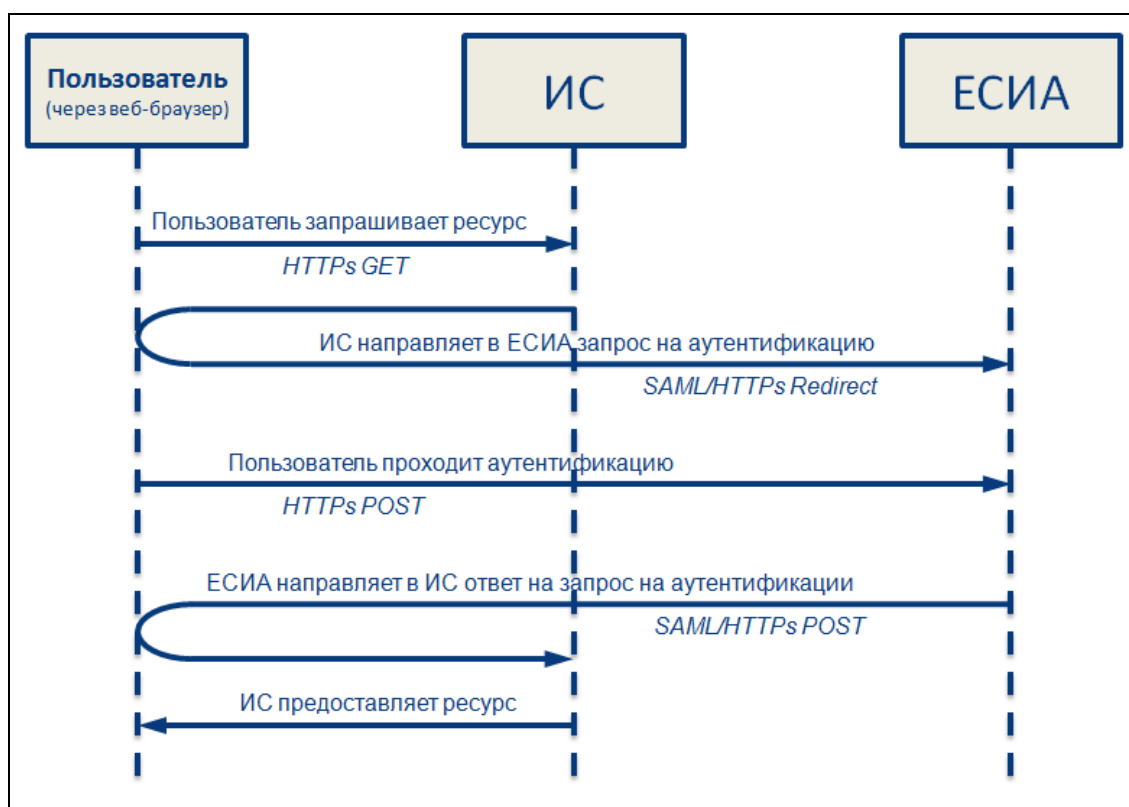 Пользователь
(через веб-браузер)
ИС
ЕСИА
Пользователь запрашивает ресурс
HTTPs GET
ИС направляет в ЕСИА запрос на аутентификацию
SAML/HTTPs Redirect
Пользователь проходит аутентификацию
HTTPs POST
ЕСИА направляет в ИС ответ на запрос на аутентификации
SAML/HTTPs POST
ИС предоставляет ресурс